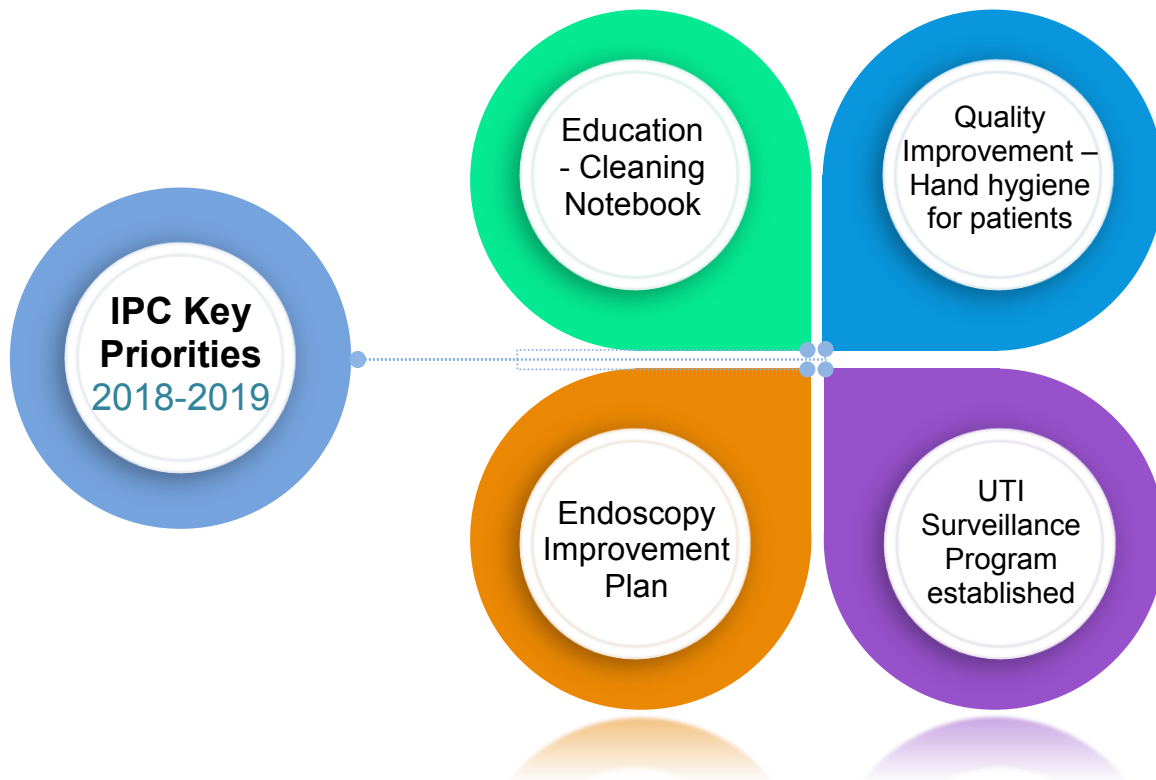 IPC Key
Priorities
2018-2019
Education
- Cleaning
Notebook
Quality
Improvement –
Hand hygiene
for patients
Endoscopy
Improvement
Plan
UTI
Surveillance
Program
established